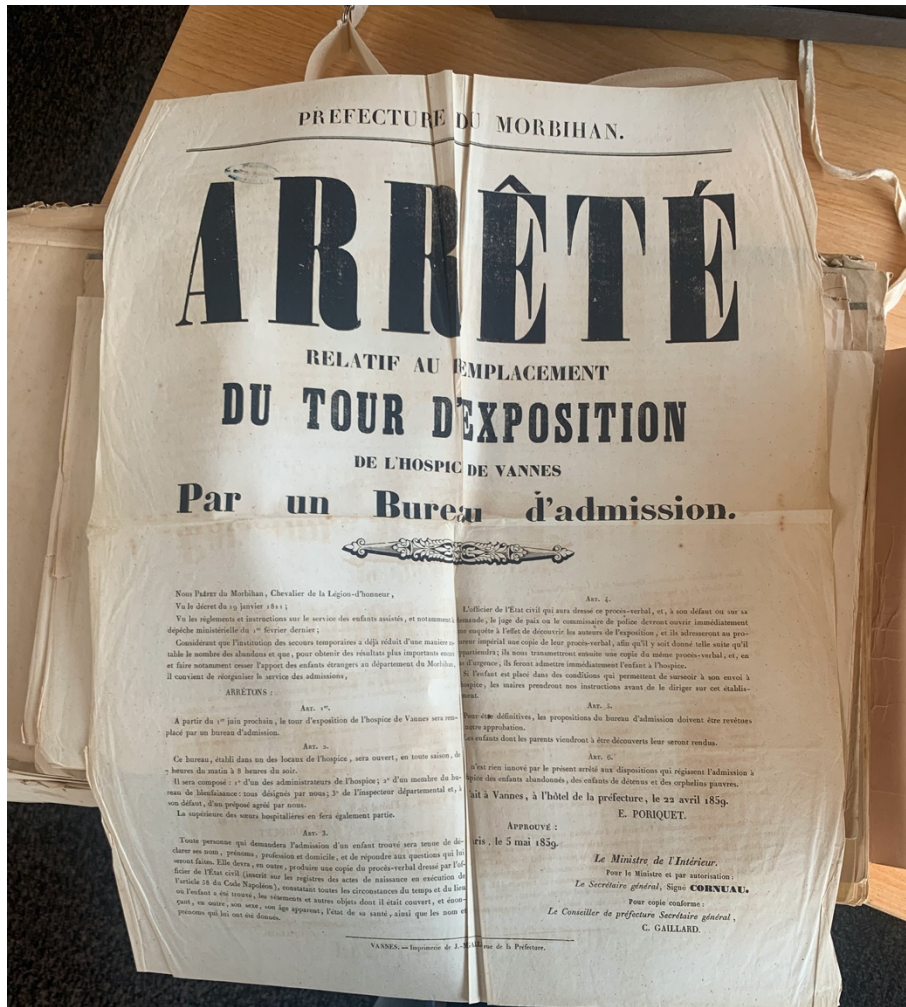 PREFECTURE DU MORBIHAN.
ARRÊTÉ
RELATIF AU REMPLACEMENT
DU TOUR D'EXPOSITION
DE L'HOSPIC DE VANNES
Par un Bureau d'admission.
Nous PRÉFET du Morbihan, Chevalier de la Légion-d'honneur,
Vu le décret du 19 janvier 1811;
Vu les réglements et instructions sur le service des enfants assistés, et notamment
dépêche ministérielle du 1er février dernier;
Considérant que l'institution des secours temporaires a déjà réduit d'une manière
table le nombre des abandons et que, pour obtenir des résultats plus importants
et faire notamment cesser l'apport des enfants étrangers au département du Morbihan,
il convient de réorganiser le service des admissions,
ARRÊTONS :
ART. 1er.
A partir du 1er juin prochain, le tour d'exposition de l'hospice de Vannes sera rem-
placé par un bureau d'admission.
ART. 2.
Ce bureau, établi dans un des locaux de l'hospice, sera ouvert, en toute saison, de
7 heures du matin à 8 heures du soir.
Il sera composé : 1° d'un des administrateurs de l'hospice; 2° d'un membre du bu-
reau de bienfaisance: tous désignés par nous; 3° de l'inspecteur départemental et, à
son défaut, d'un préposé agréé par nous.
La supérieure des sœurs hospitalières en fera également partie.
ART. 3.
Toute personne qui demandera l'admission d'un enfant trouvé sera tenue de dé-
clarer ses nom, prénoms, profession et domicile, et de répondre aux questions qui lui
seront faites. Elle devra, en outre, produire une copie du procès-verbal dressé par l'of-
ficier de l'État civil (inscrit sur les registres des actes de naissance en exécution de
l'article 58 du Code Napoléon), constatant toutes les circonstances du temps et du lieu
où l'enfant a été trouvé, les vêtements et autres objets dont il était couvert, et énon-
çant, en outre, son sexe, son âge apparent, l'état de sa santé, ainsi que les nom et
prénoms qui lui ont été donnés.
ART. 4.
L'officier de l'État civil qui aura dressé ce procès-verbal, et, à son défaut ou sur sa
demande, le juge de paix ou le commissaire de police devront ouvrir immédiatement
ne enquête à l'effet de découvrir les auteurs de l'exposition, et ils adresseront au pro-
reur impérial une copie de leur procès-verbal, afin qu'il y soit donné telle suite qu'il
ppartiendra; ils nous transmettront ensuite une copie du même procès-verbal, et, en
s d'urgence, ils feront admettre immédiatement l'enfant à l'hospice.
Si l'enfant est placé dans des conditions qui permettent de surseoir à son envoi à
ospice, les maires prendront nos instructions avant de le diriger sur cet établis-
ment.
ART. 5.
Pour être définitives, les propositions du bureau d'admission doivent être revêtues
notre approbation.
Les enfants dont les parents viendront à être découverts leur seront rendus.
ART. 6.
n'est rien innové par le présent arrêté aux dispositions qui régissent l'admission à
spice des enfants abandonnés, des enfants de détenus et des orphelins pauvres.
ait à Vannes, à l'hôtel de la préfecture, le 22 avril 1859.
E. PORIQUET.
APPROUVÉ :
ris, le 5 mai 1859.
Le Ministre de l'Intérieur.
Pour le Ministre et par autorisation :
Le Secrétaire général, Signé CORNUAU.
Pour copie conforme :
Le Conseiller de préfecture Secrétaire général,
C. GAILLARD.
VANNES. — Imprimerie de J.- rue de la Préfecture.